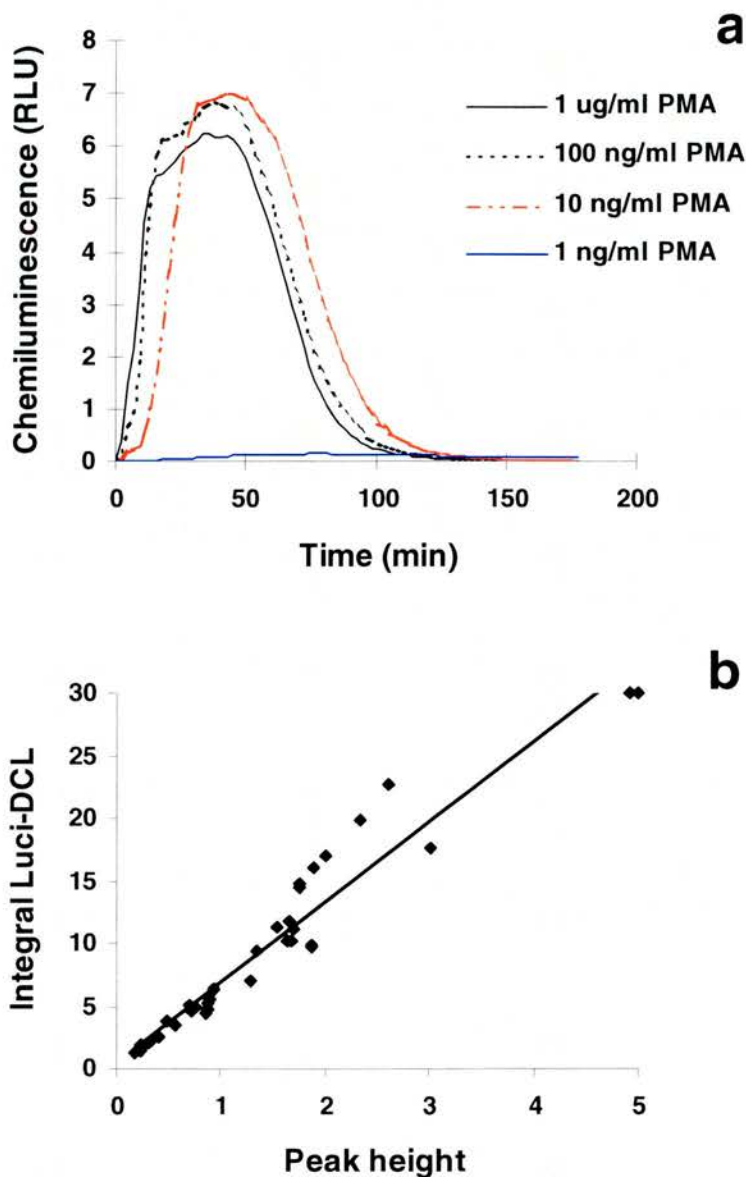 a
8
7
6
5
4
3
2
1
0
Chemiluminescence (RLU)
1 ug/ml PMA
100 ng/ml PMA
10 ng/ml PMA
1 ng/ml PMA
0 50 100 150 200
Time (min)
b
30
25
20
15
10
5
0
Integral Luci-DCL
0 1 2 3 4 5
Peak height